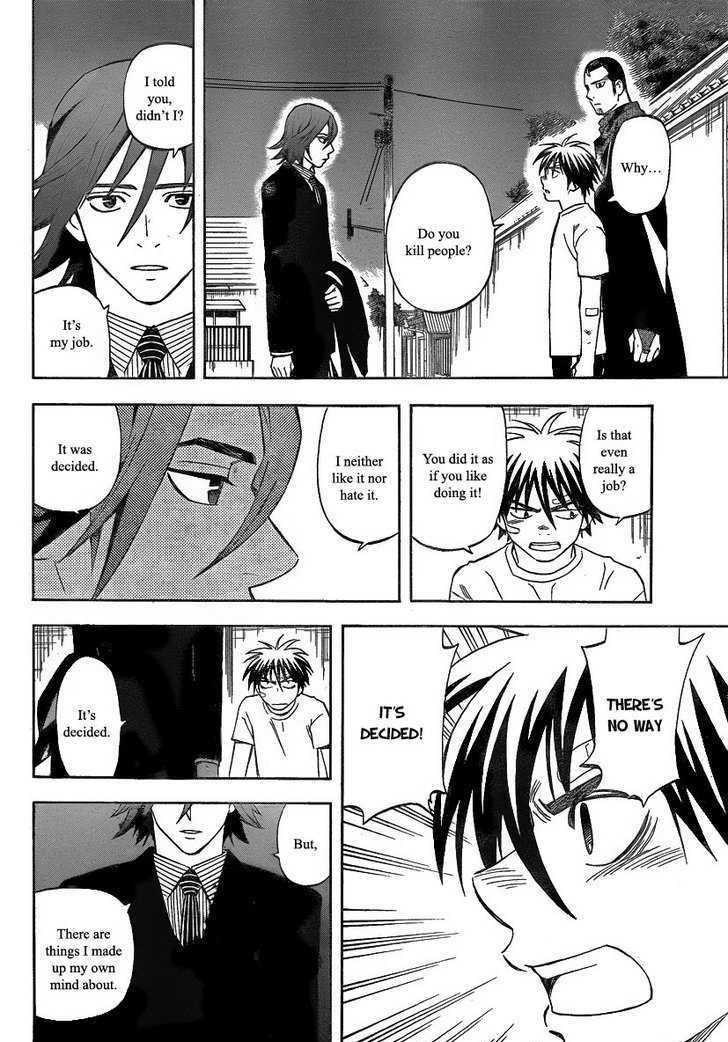 Why...
Do you
kill people?
I told
you,
didn't I?
It's
my job.
Is that
even
really a
job?
You did it as
if you like
doing it!
I neither
like it nor
hate it.
It was
decided.
THERE'S
NO WAY
IT'S
DECIDED!
It's
decided.
But,
There are
things I made
up my own
mind about.